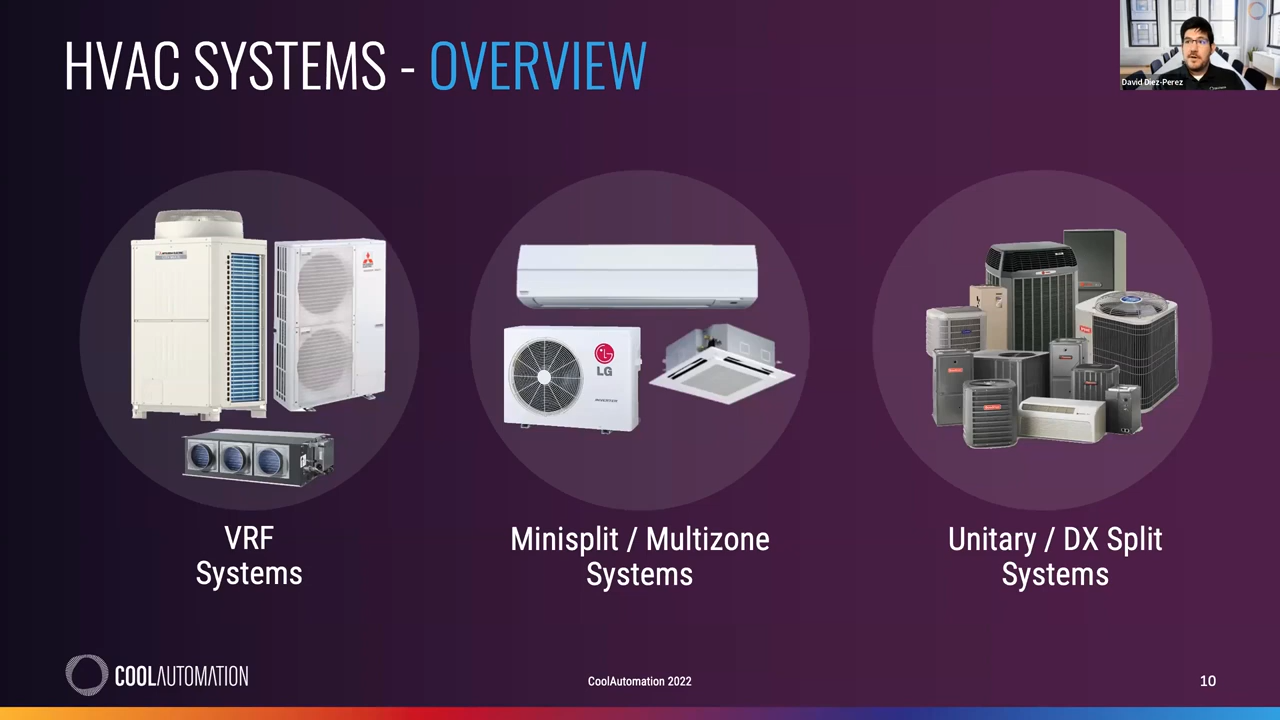 HVAC SYSTEMS - OVERVIEW
David Diez-Perez
LG
VRF
Systems
Minisplit / Multizone
Systems
Unitary / DX Split
Systems
COOLAUTOMATION
CoolAutomation 2022
10